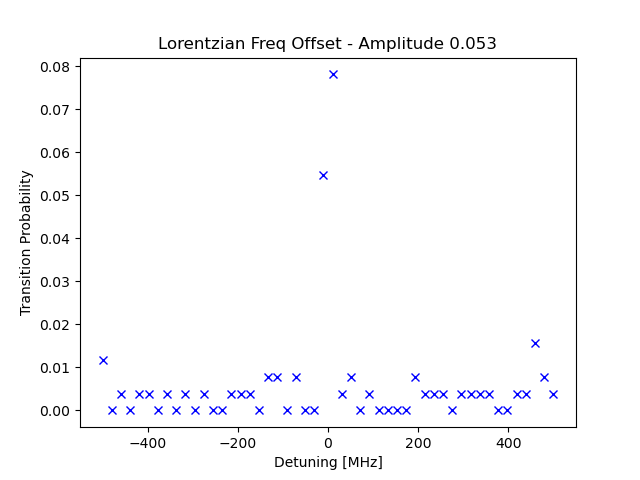 Lorentzian Freq Offset - Amplitude 0.053
0.08
0.07
0.06
0.05
0.04
0.03
0.02
0.01
0.00
Transition Probability
−400 −200 0 200 400
Detuning [MHz]